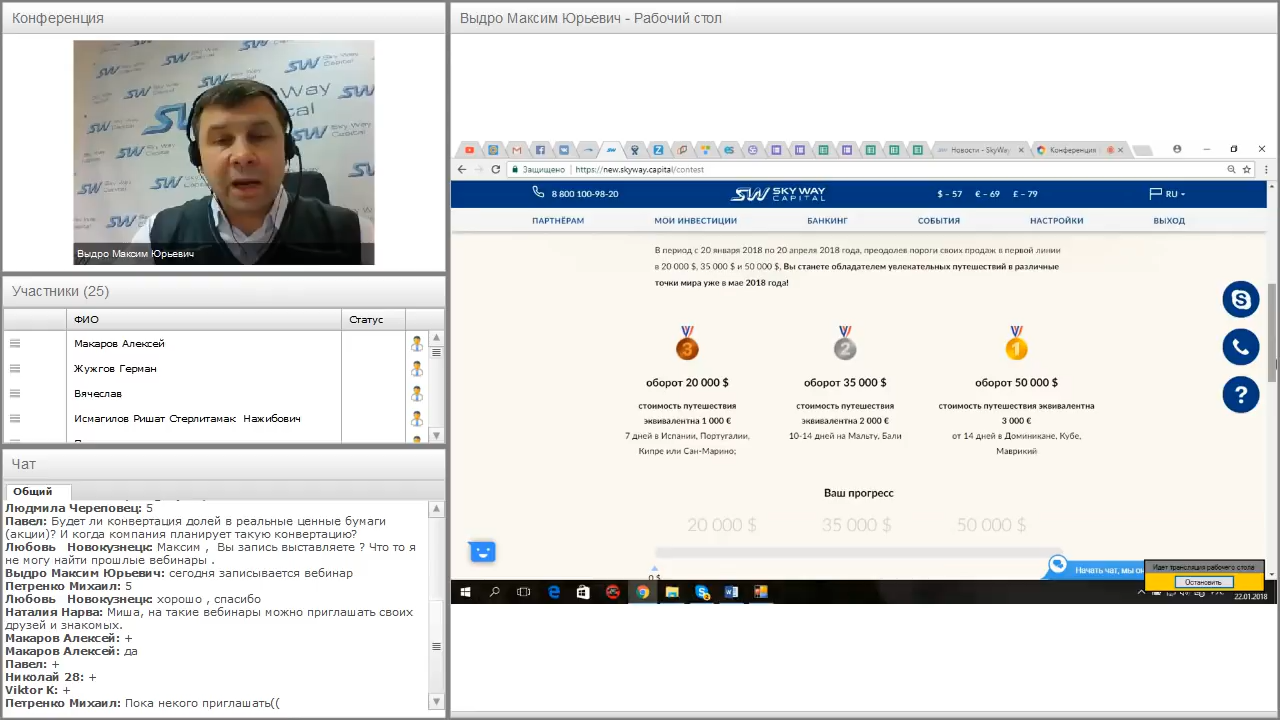 Конференция
SW
Sky Way
Capital
Выдро Максим Юрьевич
Участники (25)
ФИО
Статус
Макаров Алексей
Жужгов Герман
Вячеслав
Исмагилов Ришат Стерлитамак Нажибович
Чат
Общий
Людмила Череповец: 5
Павел: Будет ли конвертация долей в реальные ценные бумаги
(акции)? И когда компания планирует такую конвертацию?
Любовь Новокузнецк: Максим , Вы запись выставляете ? Что то я
не могу найти прошлые вебинары .
Выдро Максим Юрьевич: сегодня записывается вебинар
Петренко Михаил: 5
Любовь Новокузнецк: хорошо , спасибо
Наталия Нарва: Миша, на такие вебинары можно приглашать своих
друзей и знакомых.
Макаров Алексей: +
Макаров Алексей: да
Павел: +
Николай 28: +
Viktor K: +
Петренко Михаил: Пока некого приглашать((
Выдро Максим Юрьевич - Рабочий стол
Новости - SkyWay
Конференция
Защищено
https://new.skyway.capital/contest
8 800 100-98-20
SW SKY WAY CAPITAL
$ – 57 € – 69 £ – 79
RU
ПАРТНЁРАМ МОИ ИНВЕСТИЦИИ БАНКИНГ СОБЫТИЯ НАСТРОЙКИ ВЫХОД
В период с 20 января 2018 по 20 апреля 2018 года, преодолев пороги своих продаж в первой линии
в 20 000 $, 35 000 $ и 50 000 $, Вы станете обладателем увлекательных путешествий в различные
точки мира уже в мае 2018 года!
3
оборот 20 000 $
стоимость путешествия
эквивалентна 1 000 €
7 дней в Испании, Португалии,
Кипре или Сан-Марино;
2
оборот 35 000 $
стоимость путешествия
эквивалентна 2 000 €
10-14 дней на Мальту, Бали
1
оборот 50 000 $
стоимость путешествия эквивалентна
3 000 €
от 14 дней в Доминикане, Кубе,
Маврикий
Ваш прогресс
20 000 $ 35 000 $ 50 000 $
0 $
Начать чат, мы
Идет трансляция рабочего стола
Остановить
22.01.2018